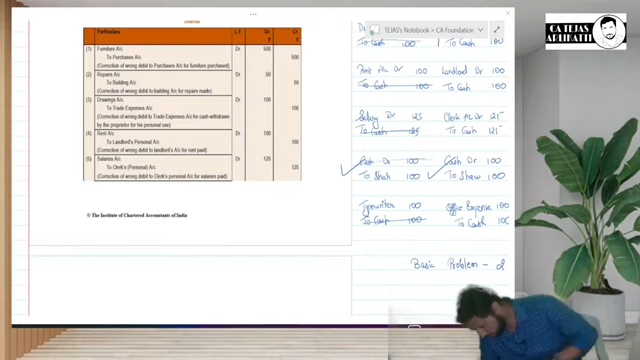 ANSWERS
Particulars L.F. Dr. ₹ Cr. ₹
(1) Furniture A/c Dr. 500
To Purchases A/c 500
(Correction of wrong debit to Purchases A/c for furniture purchased)
(2) Repairs A/c Dr. 50
To Building A/c 50
(Correction of wrong debit to building A/c for repairs made)
(3) Drawings A/c Dr. 100
To Trade Expenses A/c 100
(Correction of wrong debit to Trade Expenses A/c for cash withdrawn by the proprietor for his personal use)
(4) Rent A/c Dr. 100
To Landlord's Personal A/c 100
(Correction of wrong debit to landlord's A/c for rent paid)
(5) Salaries A/c Dr. 125
To Clerk's (Personal) A/c 125
(Correction of wrong debit to Clerk's personal A/c for salaries paid)
© The Institute of Chartered Accountants of India
TEJAS's Notebook > CA Foundation
To Cash 100 To Cash 100
Rent A/c Dr 100 Landlord Dr 100
To Cash 100 To Cash 100
Salary Dr 125 Clerk A/c Dr 125
To Cash 125 To Cash 125
Cash Dr 100 Cash Dr 100
To Shah 100 To Shaw 100
Typewriter 100 Office Expense 100
To Cash 100 To Cash 100
Basic Problem - 2
CA TEJAS
ARUKATTI